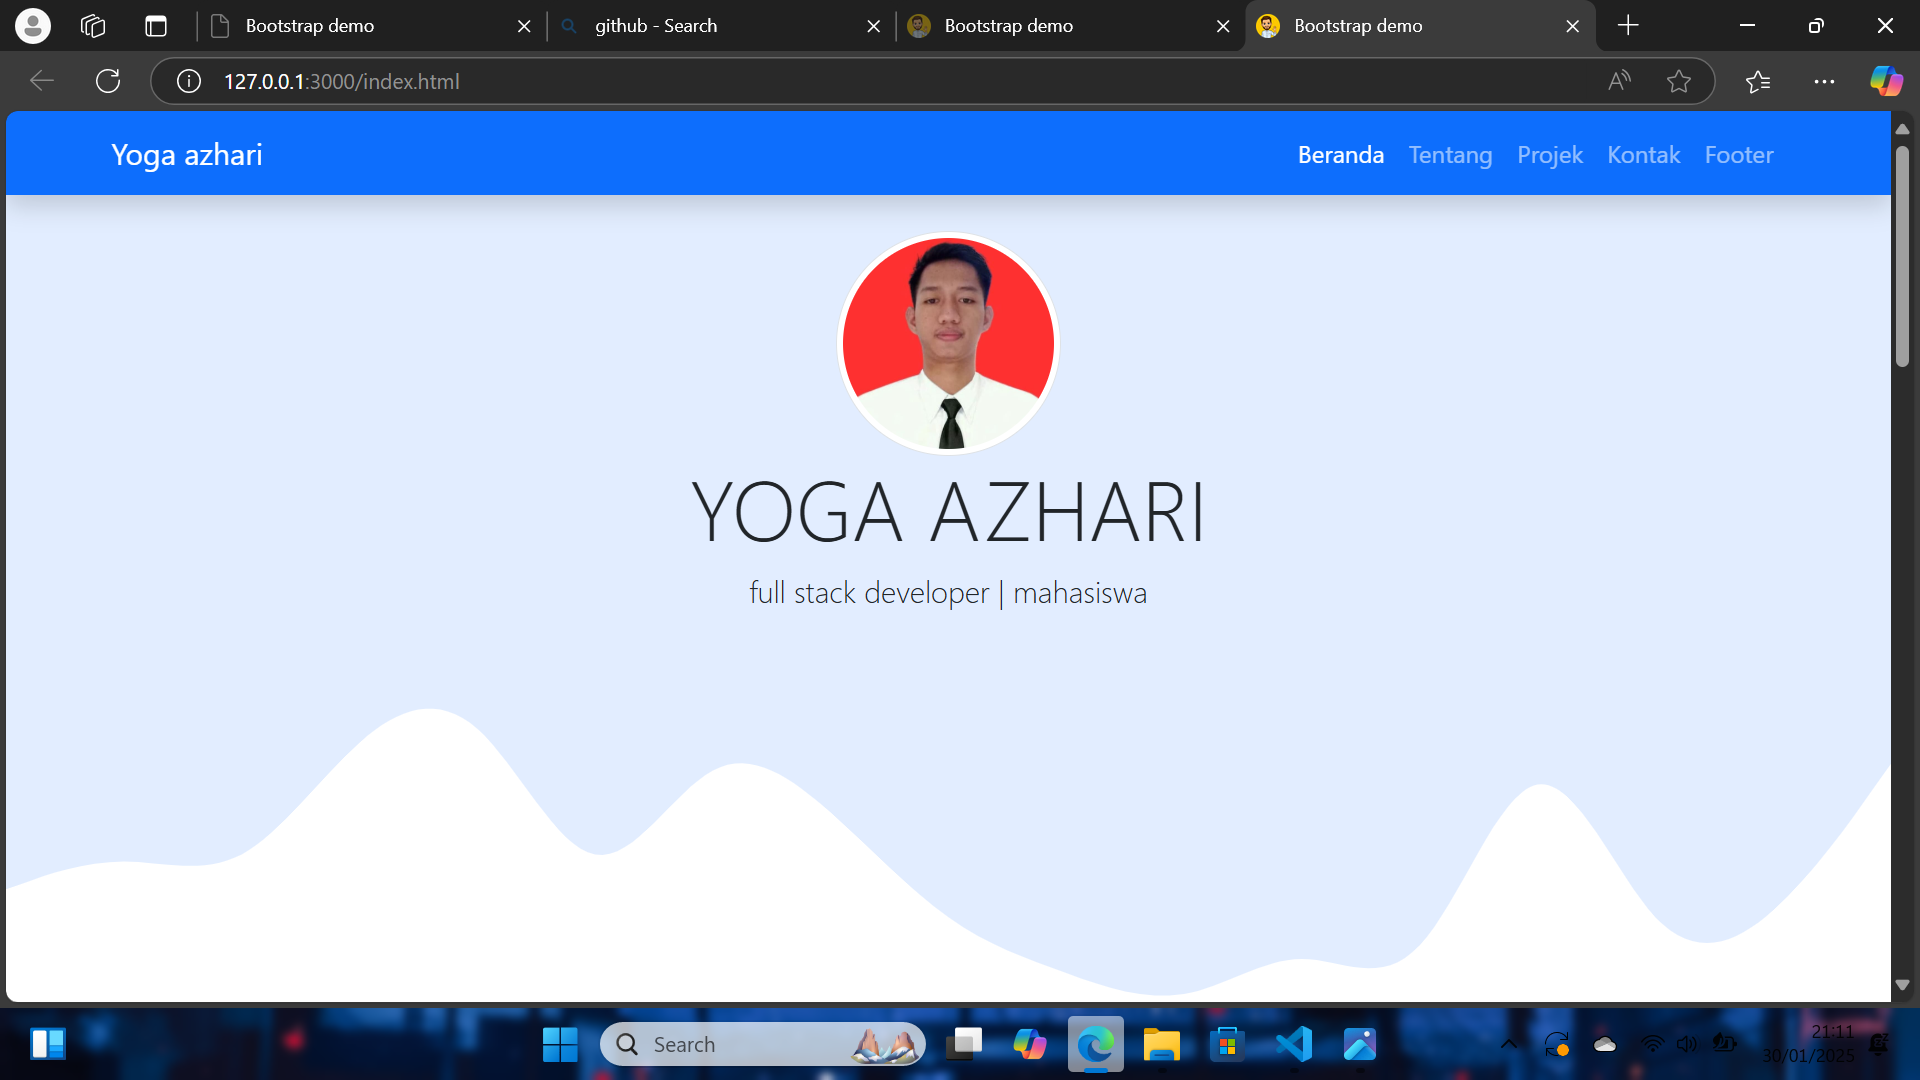 Bootstrap demo
github - Search
Bootstrap demo
Bootstrap demo
127.0.0.1:3000/index.html
Yoga azhari
Beranda Tentang Projek Kontak Footer
YOGA AZHARI
full stack developer | mahasiswa
Search
21:11
30/01/2025